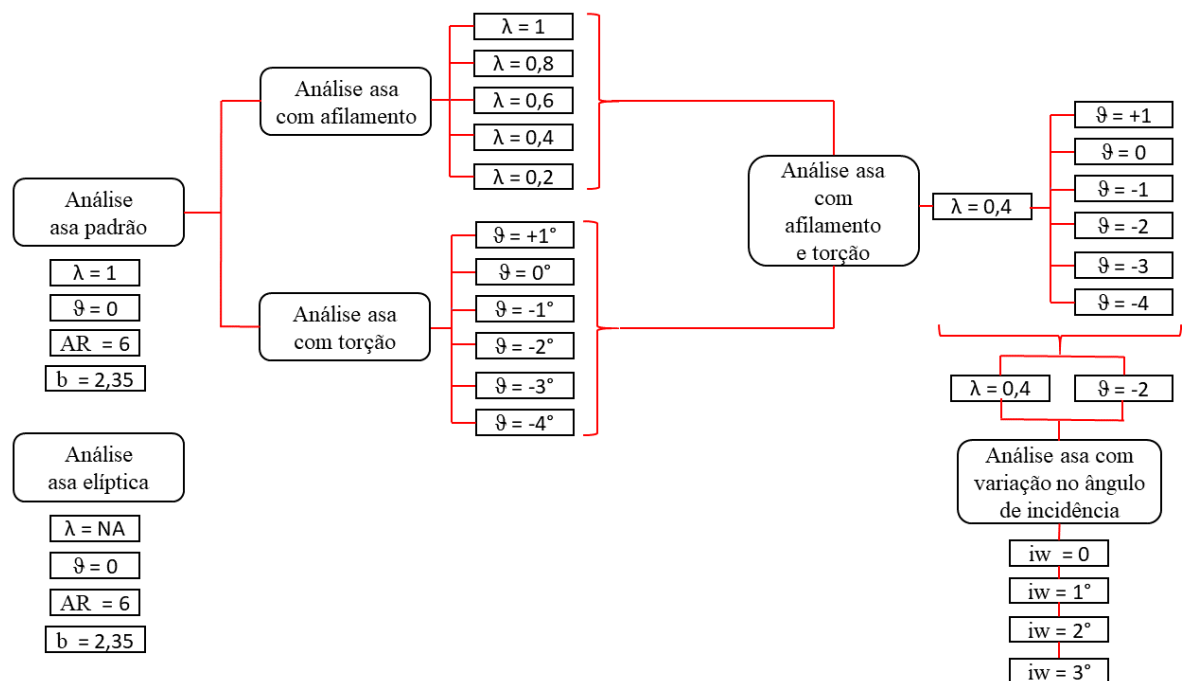 Análise
asa padrão
λ = 1
ϑ = 0
AR = 6
b = 2,35
Análise
asa elíptica
λ = NA
ϑ = 0
AR = 6
b = 2,35
Análise asa
com afilamento
λ = 1
λ = 0,8
λ = 0,6
λ = 0,4
λ = 0,2
Análise asa
com torção
ϑ = +1°
ϑ = 0°
ϑ = -1°
ϑ = -2°
ϑ = -3°
ϑ = -4°
Análise asa
com
afilamento
e torção
λ = 0,4
ϑ = +1
ϑ = 0
ϑ = -1
ϑ = -2
ϑ = -3
ϑ = -4
λ = 0,4
ϑ = -2
Análise asa com
variação no ângulo
de incidência
iw = 0
iw = 1°
iw = 2°
iw = 3°